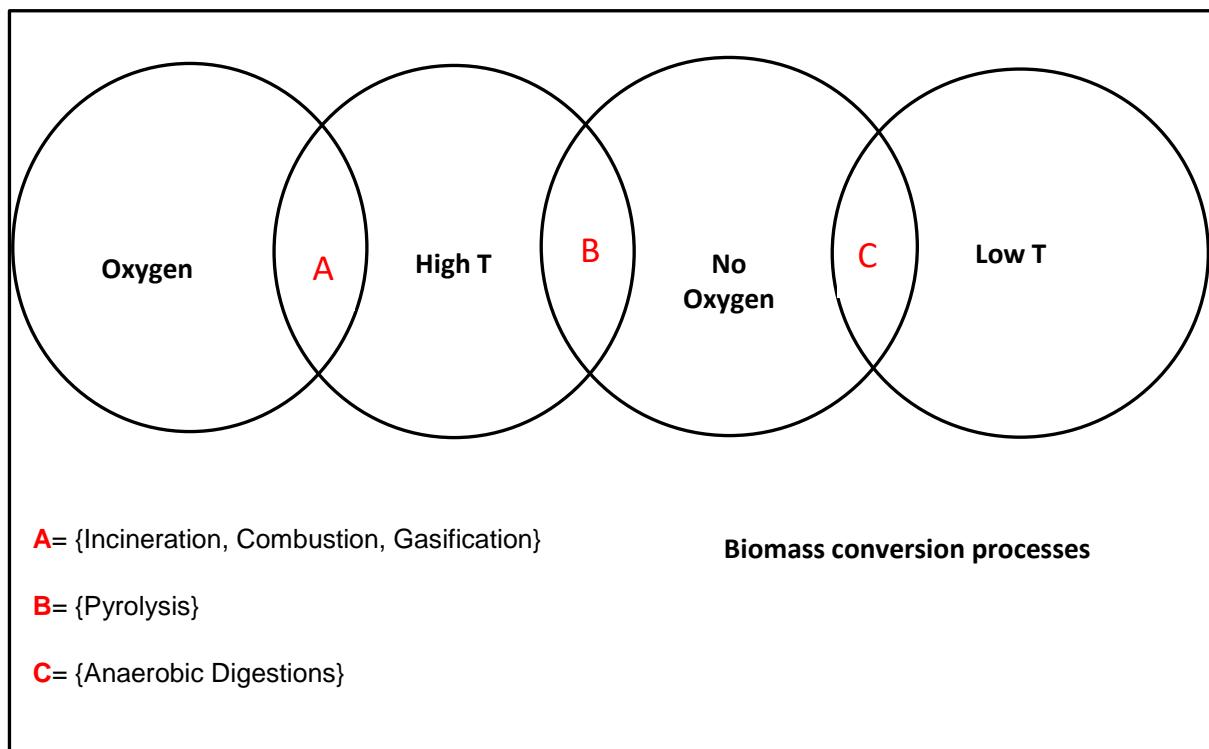 Oxygen
A
High T
B
No
Oxygen
C
Low T
A= {Incineration, Combustion, Gasification}
Biomass conversion processes
B= {Pyrolysis}
C= {Anaerobic Digestions}